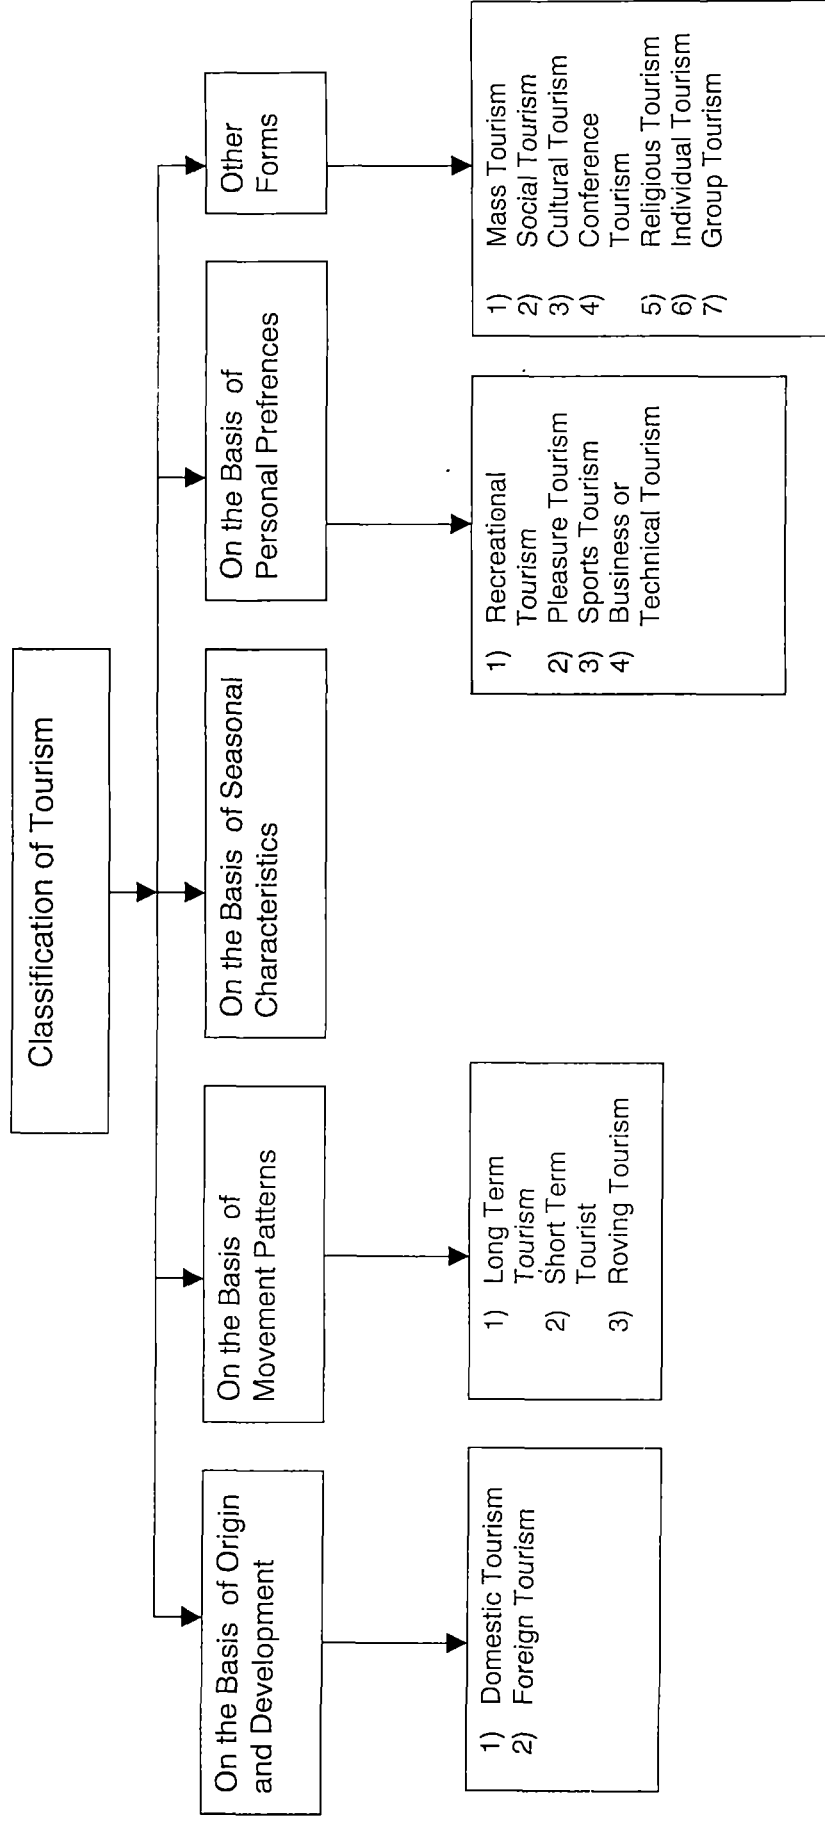 Classification of Tourism
On the Basis of Origin
and Development
On the Basis of
Movement Patterns
On the Basis of Seasonal
Characteristics
On the Basis of
Personal Prefrences
Other
Forms
1) Domestic Tourism
2) Foreign Tourism
1) Long Term
Tourism
2) Short Term
Tourist
3) Roving Tourism
1) Recreational
Tourism
2) Pleasure Tourism
3) Sports Tourism
4) Business or
Technical Tourism
1) Mass Tourism
2) Social Tourism
3) Cultural Tourism
4) Conference
Tourism
5) Religious Tourism
6) Individual Tourism
7) Group Tourism